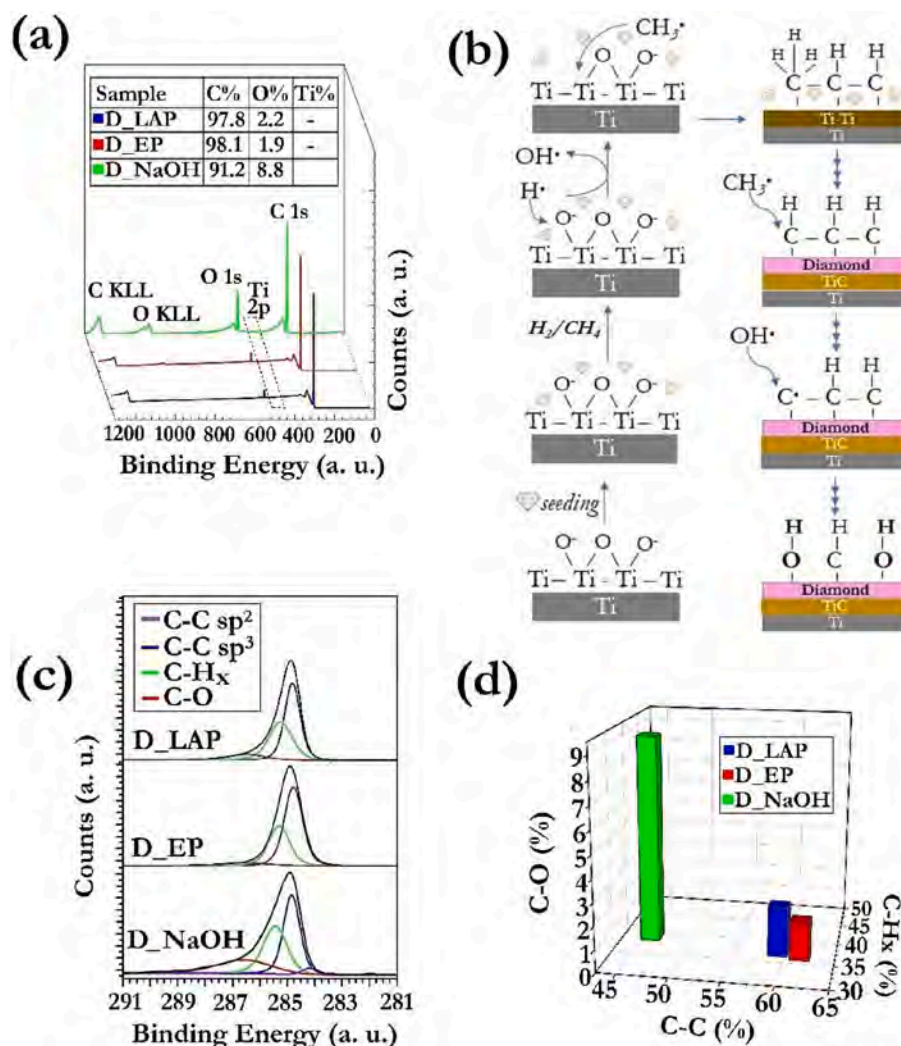 (a)
Sample C% O% Ti%
D_LAP 97.8 2.2 -
D_EP 98.1 1.9 -
D_NaOH 91.2 8.8
C 1s
O 1s
Ti
2p
C KLL
O KLL
Counts (a. u.)
1200 1000 800 600 400 200 0
Binding Energy (a. u.)
(b)
CH3•
O O-
Ti Ti Ti Ti
Ti
OH•
H•
O- O O-
Ti Ti Ti Ti
Ti
H2/CH4
O- O O-
Ti Ti Ti Ti
Ti
seeding
O- O O-
Ti Ti Ti Ti
Ti
H H H
H H
C C C
Ti Ti
Ti
CH3•
H H H
C C C
Diamond
TiC
Ti
OH•
H H
C• C C
Diamond
TiC
Ti
H H H
O C O
Diamond
TiC
Ti
(c)
C-C sp2
C-C sp3
C-Hx
C-O
D_LAP
D_EP
D_NaOH
Counts (a. u.)
291 289 287 285 283 281
Binding Energy (a. u.)
(d)
D_LAP
D_EP
D_NaOH
C-O (%)
9
8
7
6
5
4
3
2
1
0
45 50 55 60 65
C-C (%)
50
45
40
35
30
C-Hx (%)